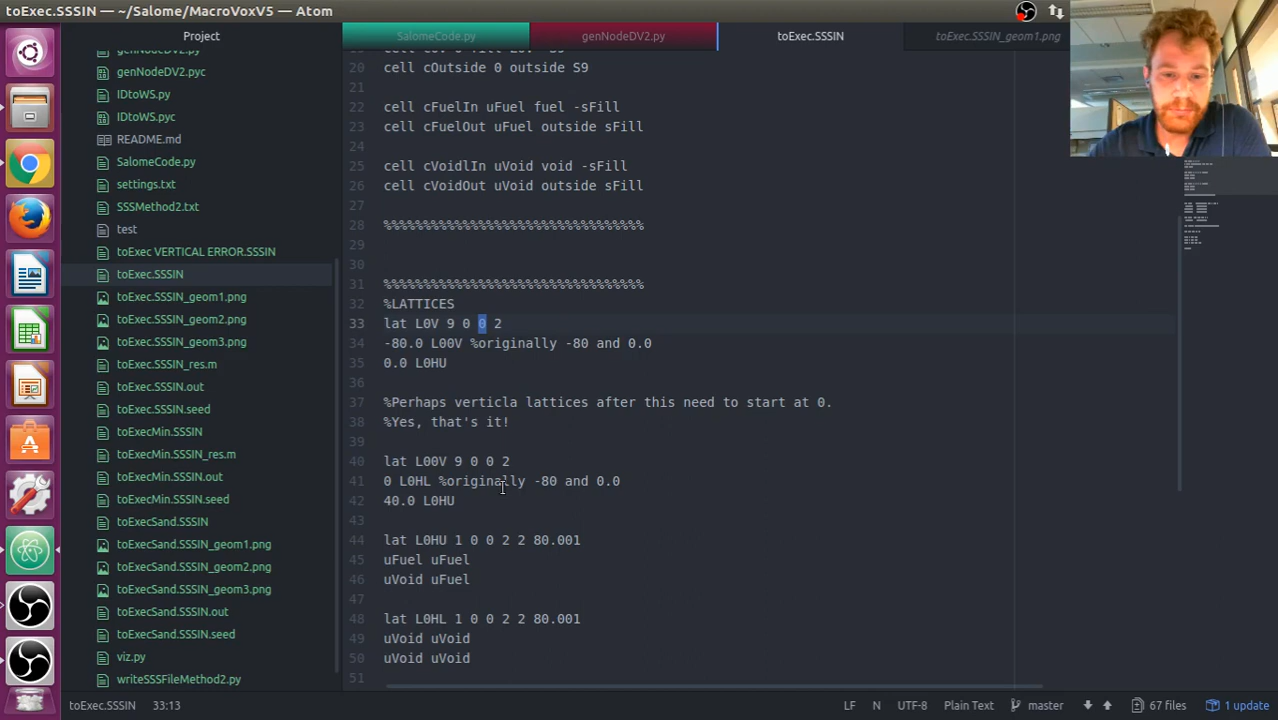 toExec.SSSIN — ~/Salome/MacroVoxV5 — Atom
Project
SalomeCode.py
genNodeDV2.py
toExec.SSSIN
toExec.SSSIN_geom1.png
genNodeDV2.py
genNodeDV2.pyc
IDtoWS.py
IDtoWS.pyc
README.md
SalomeCode.py
settings.txt
SSSMethod2.txt
test
toExec VERTICAL ERROR.SSSIN
toExec.SSSIN
toExec.SSSIN_geom1.png
toExec.SSSIN_geom2.png
toExec.SSSIN_geom3.png
toExec.SSSIN_res.m
toExec.SSSIN.out
toExec.SSSIN.seed
toExecMin.SSSIN
toExecMin.SSSIN_res.m
toExecMin.SSSIN.out
toExecMin.SSSIN.seed
toExecSand.SSSIN
toExecSand.SSSIN_geom1.png
toExecSand.SSSIN_geom2.png
toExecSand.SSSIN_geom3.png
toExecSand.SSSIN.out
toExecSand.SSSIN.seed
viz.py
writeSSSFileMethod2.py
20 cell cOutside 0 outside S9
21
22 cell cFuelIn uFuel fuel -sFill
23 cell cFuelOut uFuel outside sFill
24
25 cell cVoidlIn uVoid void -sFill
26 cell cVoidOut uVoid outside sFill
27
28 %%%%%%%%%%%%%%%%%%%%%%%%%%%%%%%%%
29
30
31 %%%%%%%%%%%%%%%%%%%%%%%%%%%%%%%%%
32 %LATTICES
33 lat L0V 9 0 0 2
34 -80.0 L00V %originally -80 and 0.0
35 0.0 L0HU
36
37 %Perhaps verticla lattices after this need to start at 0.
38 %Yes, that's it!
39
40 lat L00V 9 0 0 2
41 0 L0HL %originally -80 and 0.0
42 40.0 L0HU
43
44 lat L0HU 1 0 0 2 2 80.001
45 uFuel uFuel
46 uVoid uFuel
47
48 lat L0HL 1 0 0 2 2 80.001
49 uVoid uVoid
50 uVoid uVoid
51
toExec.SSSIN 33:13
LF N UTF-8 Plain Text master 67 files 1 update